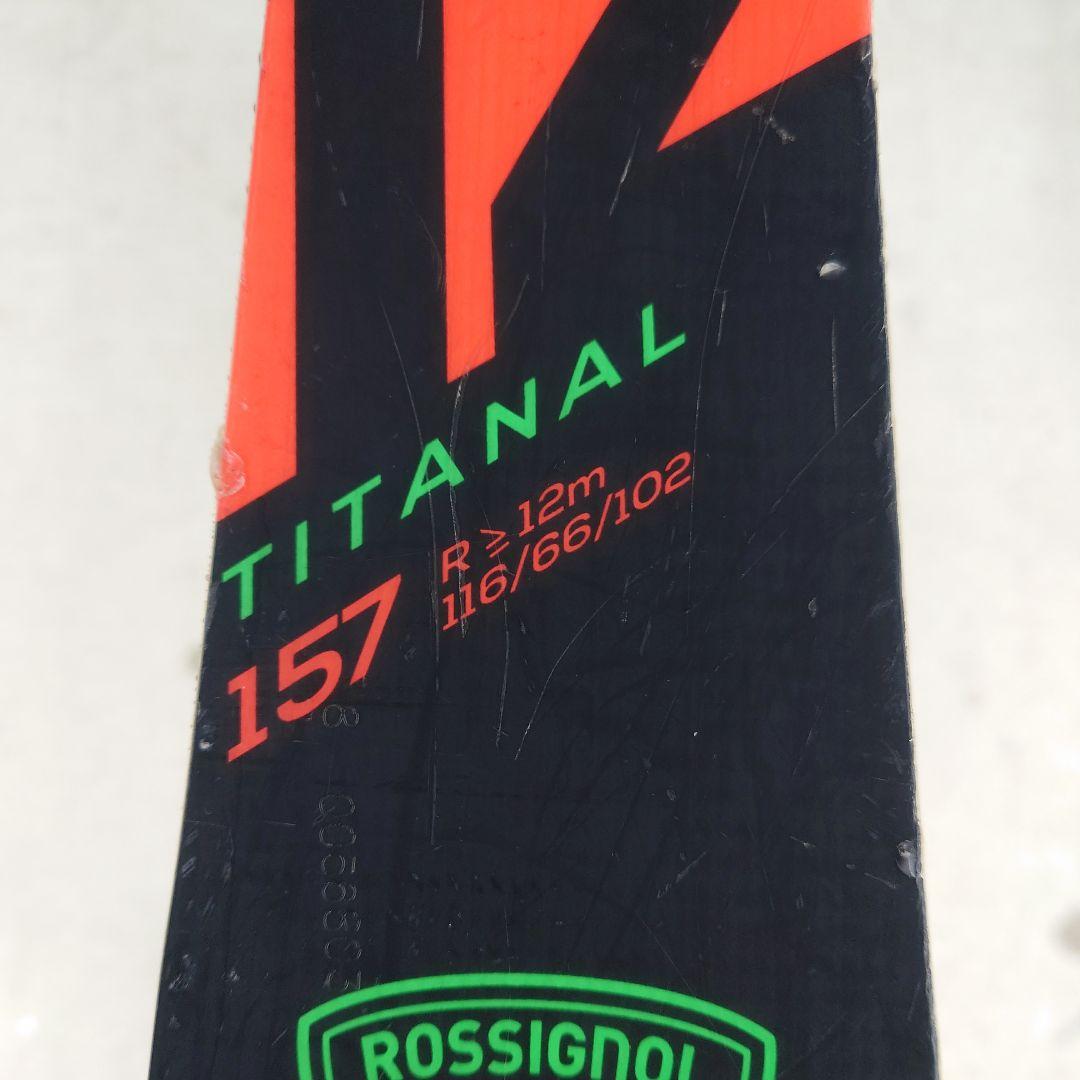 TITANAL
157
R ≥ 12m
116/66/102
ROSSIGNOL